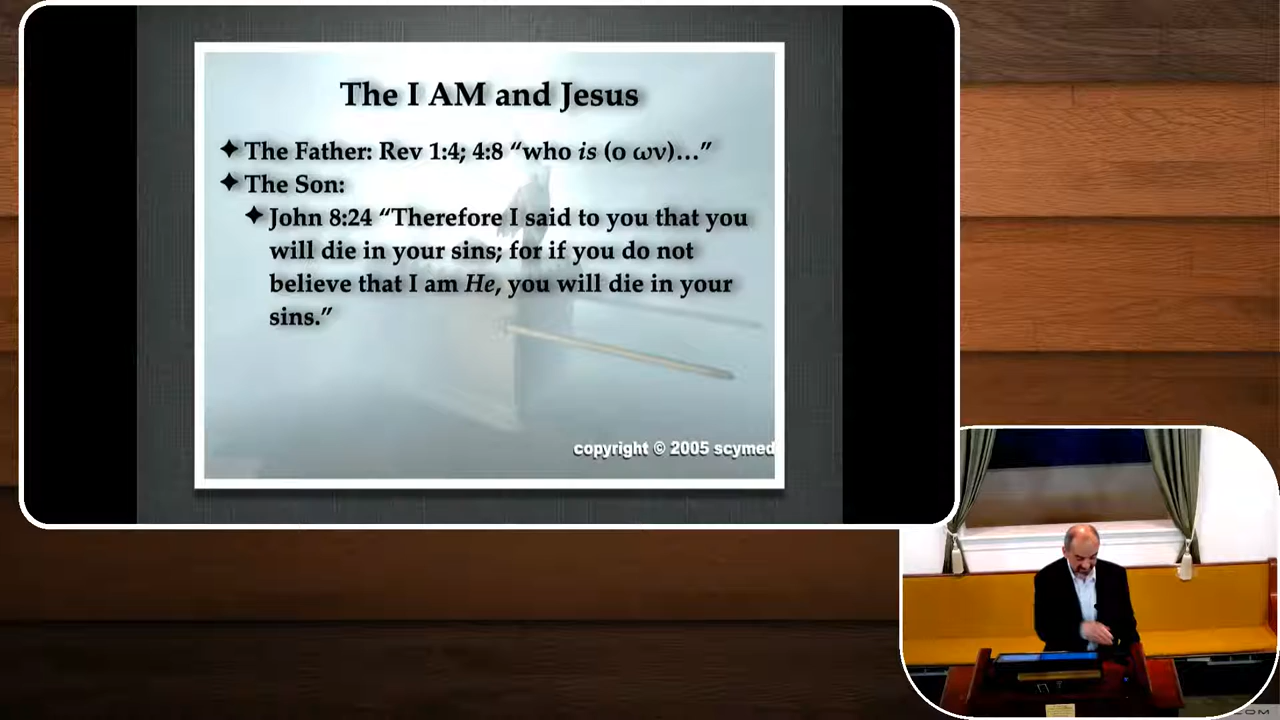 The I AM and Jesus
✦ The Father: Rev 1:4; 4:8 “who is (ο ων)…”
✦ The Son:
✦ John 8:24 “Therefore I said to you that you
will die in your sins; for if you do not
believe that I am He, you will die in your
sins.”
copyright © 2005 scymed